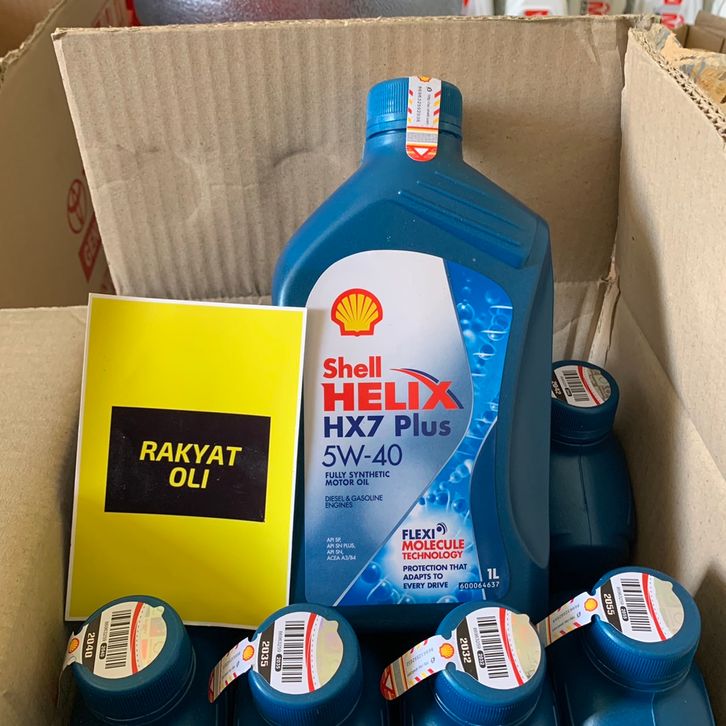 RAKYAT
OLI
Shell
HELIX
HX7 Plus
5W-40
FULLY SYNTHETIC
MOTOR OIL
DIESEL & GASOLINE
ENGINES
API SP,
API SN PLUS,
API SN,
ACEA A3/B4
FLEXI
MOLECULE
TECHNOLOGY
PROTECTION THAT
ADAPTS TO
EVERY DRIVE
1L
600064637
2040
2035
2032
2055